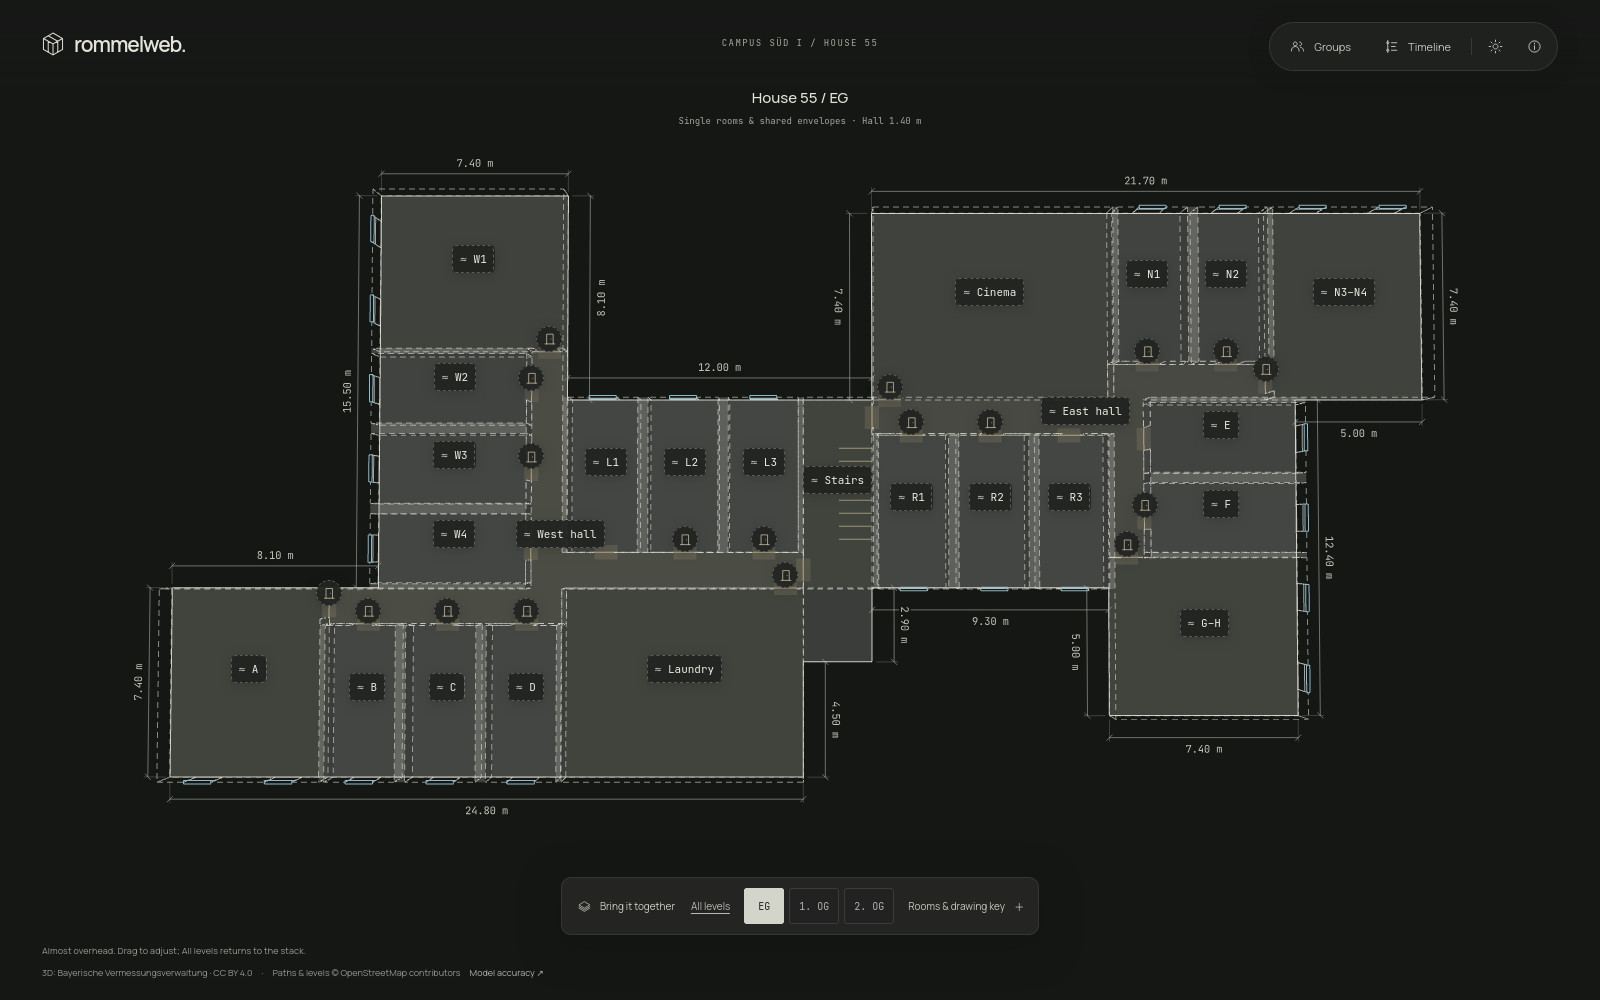 rommelweb.
CAMPUS SÜD I / HOUSE 55
Groups
Timeline
House 55 / EG
Single rooms & shared envelopes · Hall 1.40 m
7.40 m
21.70 m
≈ W1
8.10 m
7.40 m
≈ Cinema
≈ N1
≈ N2
≈ N3–N4
7.40 m
15.50 m
≈ W2
12.00 m
≈ East hall
≈ E
5.00 m
≈ W3
≈ L1
≈ L2
≈ L3
≈ Stairs
≈ R1
≈ R2
≈ R3
≈ F
≈ W4
≈ West hall
8.10 m
12.40 m
2.90 m
9.30 m
≈ G–H
5.00 m
7.40 m
≈ A
≈ B
≈ C
≈ D
≈ Laundry
4.50 m
7.40 m
24.80 m
Bring it together
All levels
EG
1. OG
2. OG
Rooms & drawing key +
Almost overhead. Drag to adjust; All levels returns to the stack.
3D: Bayerische Vermessungsverwaltung · CC BY 4.0 · Paths & levels © OpenStreetMap contributors Model accuracy ↗